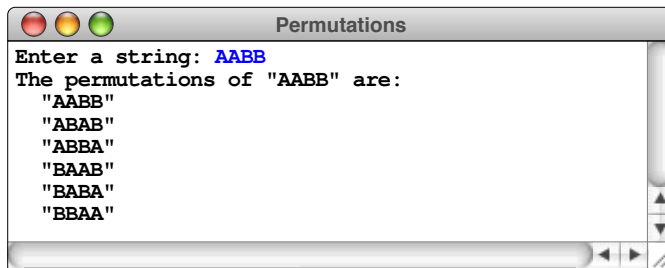 Permutations
Enter a string: AABB
The permutations of "AABB" are:
"AABB"
"ABAB"
"ABBA"
"BAAB"
"BABA"
"BBAA"